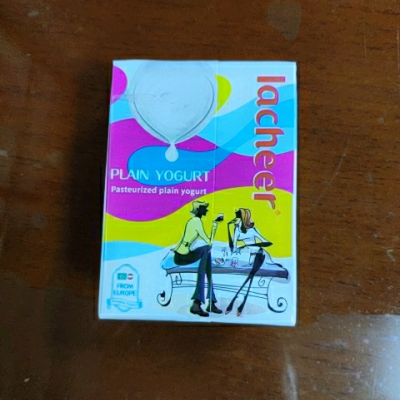 lacheer
PLAIN YOGURT
Pasteurized plain yogurt
FROM
EUROPE